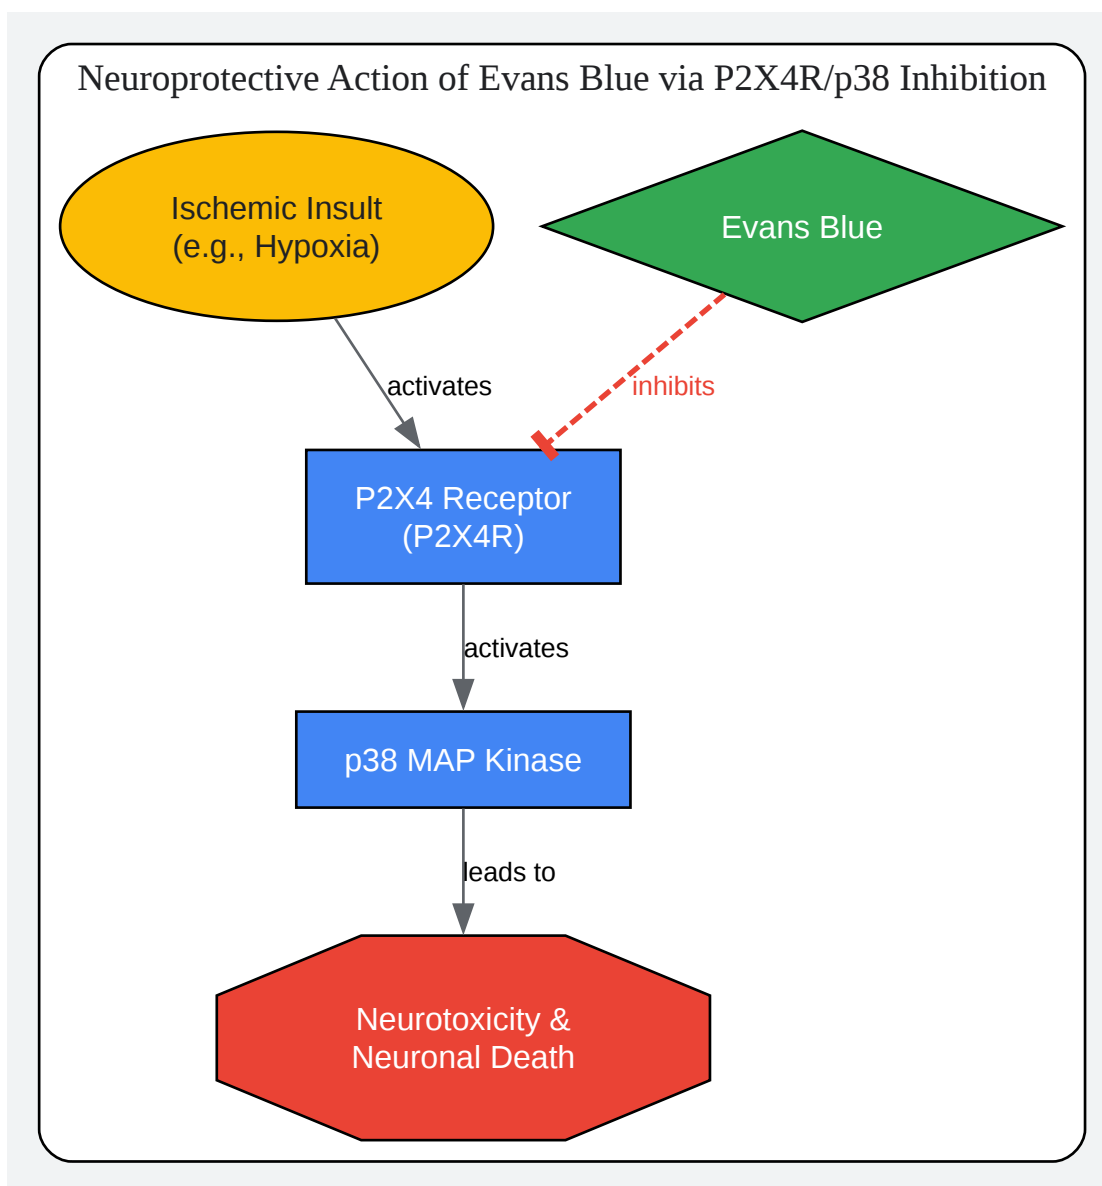 Neuroprotective Action of Evans Blue via P2X4R/p38 Inhibition
Ischemic Insult
(e.g., Hypoxia)
Evans Blue
activates
inhibits
P2X4 Receptor
(P2X4R)
activates
p38 MAP Kinase
leads to
Neurotoxicity &
Neuronal Death